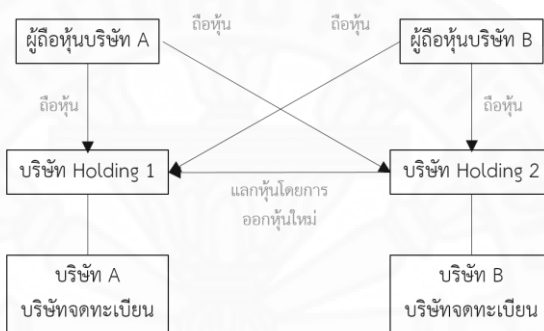 ถือหุ้น ถือหุ้น
ผู้ถือหุ้นบริษัท A ผู้ถือหุ้นบริษัท B
ถือหุ้น ถือหุ้น
บริษัท Holding 1 บริษัท Holding 2
แลกหุ้นโดยการ
ออกหุ้นใหม่
บริษัท A บริษัท B
บริษัทจดทะเบียน บริษัทจดทะเบียน